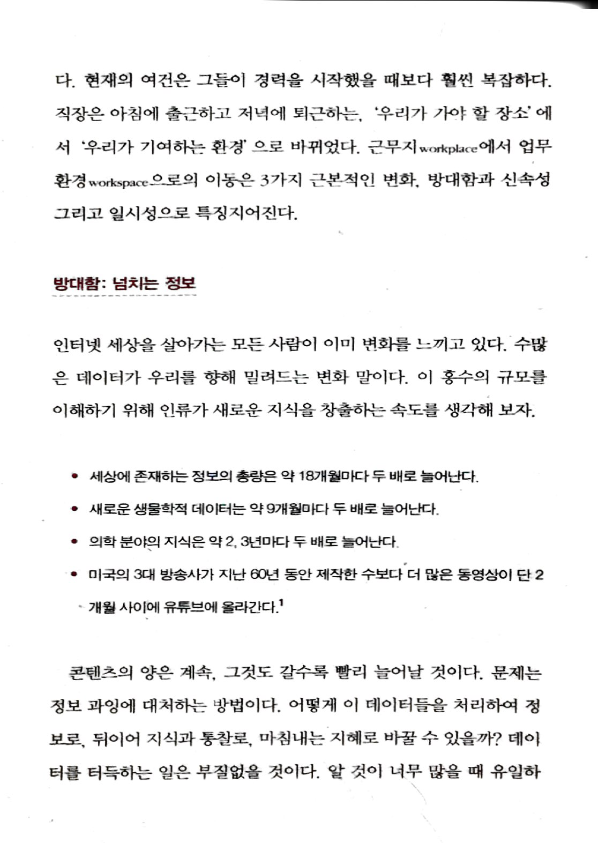 다. 현재의 여건은 그들이 경력을 시작했을 때보다 훨씬 복잡하다.
직장은 아침에 출근하고 저녁에 퇴근하는, ‘우리가 가야 할 장소’에
서 ‘우리가 기여하는 환경’으로 바뀌었다. 근무지workplace에서 업무
환경workspace으로의 이동은 3가지 근본적인 변화, 방대함과 신속성
그리고 일시성으로 특징지어진다.
방대함: 넘치는 정보
인터넷 세상을 살아가는 모든 사람이 이미 변화를 느끼고 있다. 수많
은 데이터가 우리를 향해 밀려드는 변화 말이다. 이 홍수의 규모를
이해하기 위해 인류가 새로운 지식을 창출하는 속도를 생각해 보자.
• 세상에 존재하는 정보의 총량은 약 18개월마다 두 배로 늘어난다.
• 새로운 생물학적 데이터는 약 9개월마다 두 배로 늘어난다.
• 의학 분야의 지식은 약 2, 3년마다 두 배로 늘어난다.
• 미국의 3대 방송사가 지난 60년 동안 제작한 수보다 더 많은 동영상이 단 2
개월 사이에 유튜브에 올라간다.1
콘텐츠의 양은 계속, 그것도 갈수록 빨리 늘어날 것이다. 문제는
정보 과잉에 대처하는 방법이다. 어떻게 이 데이터들을 처리하여 정
보로, 뒤이어 지식과 통찰로, 마침내는 지혜로 바꿀 수 있을까? 데이
터를 터득하는 일은 부질없을 것이다. 알 것이 너무 많을 때 유일하